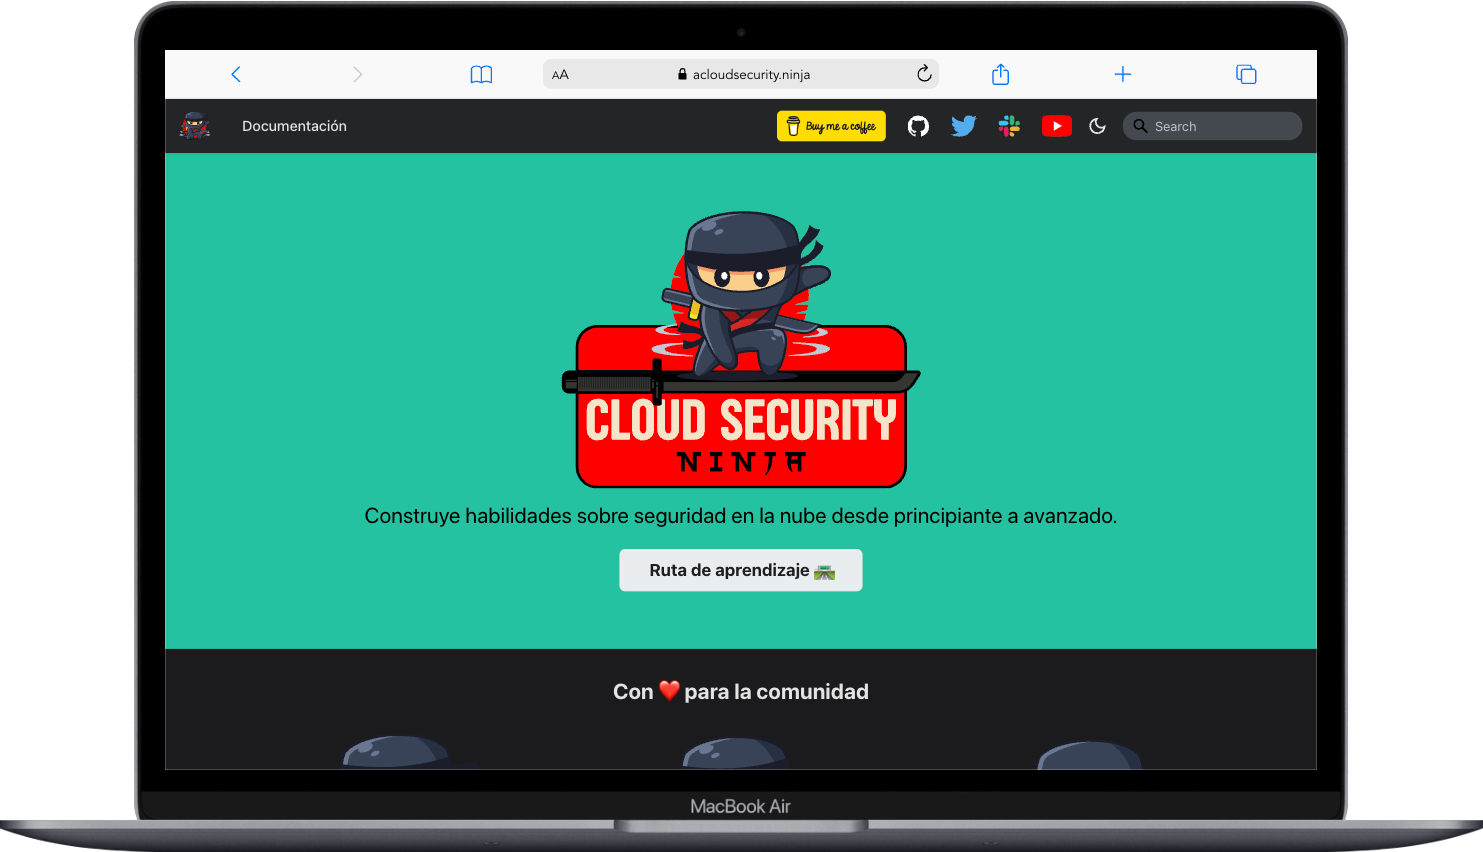 AA
acloudsecurity.ninja
Documentación
Buy me a coffee
Search
CLOUD SECURITY
NINJA
Construye habilidades sobre seguridad en la nube desde principiante a avanzado.
Ruta de aprendizaje
Con ❤️ para la comunidad
MacBook Air